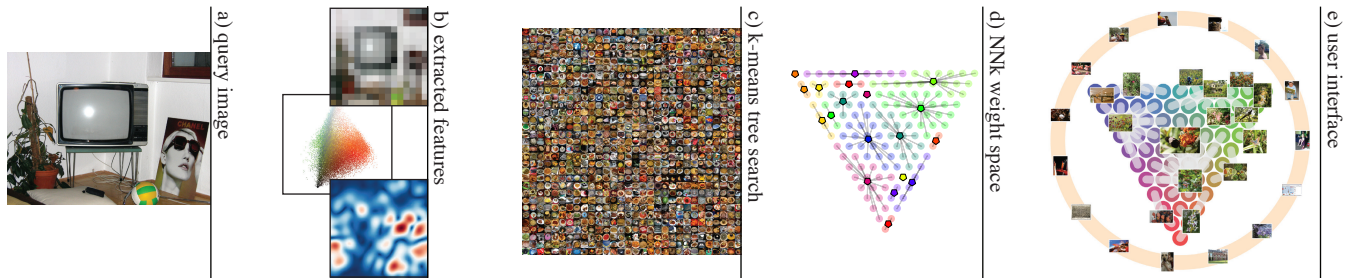 a) query image
b) extracted features
c) k-means tree search
d) NNk weight space
e) user interface
CHANEL